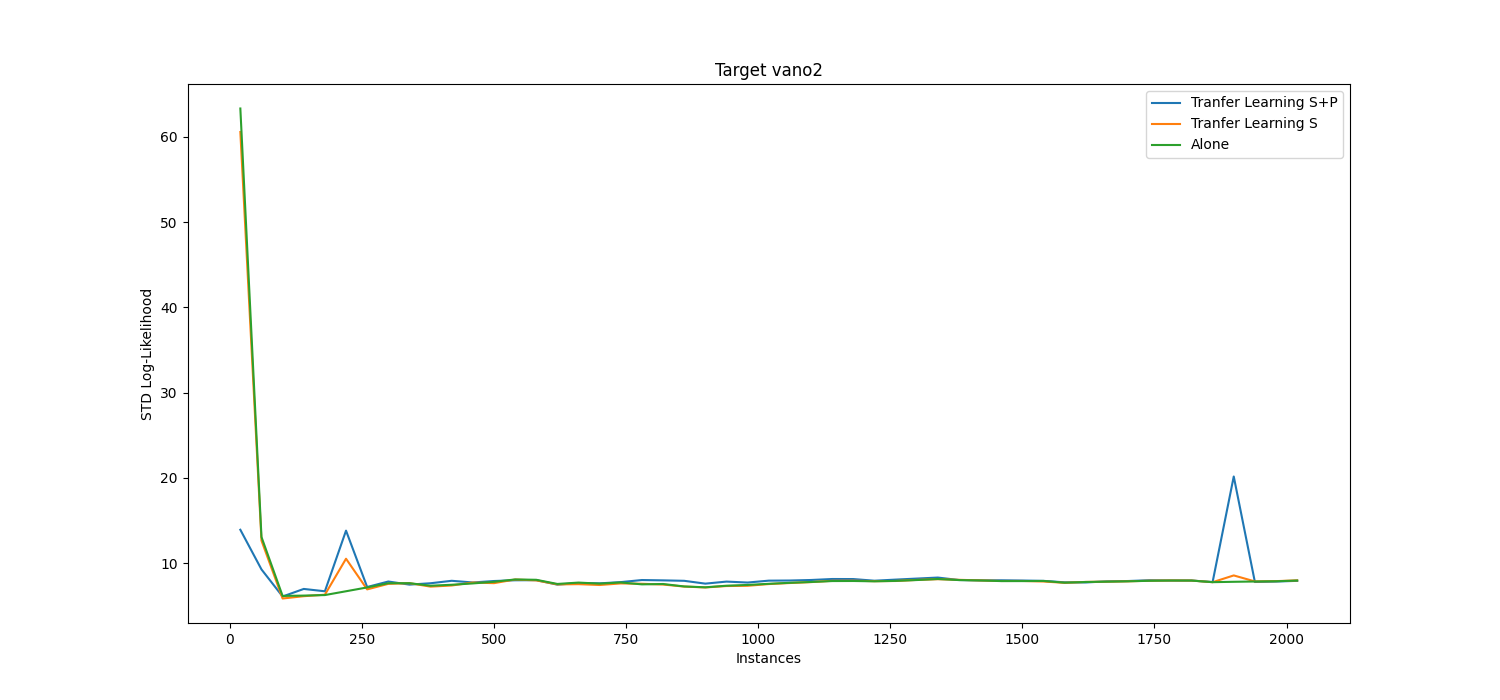 Target vano2
Tranfer Learning S+P
Tranfer Learning S
Alone
STD Log-Likelihood
60
50
40
30
20
10
0 250 500 750 1000 1250 1500 1750 2000
Instances